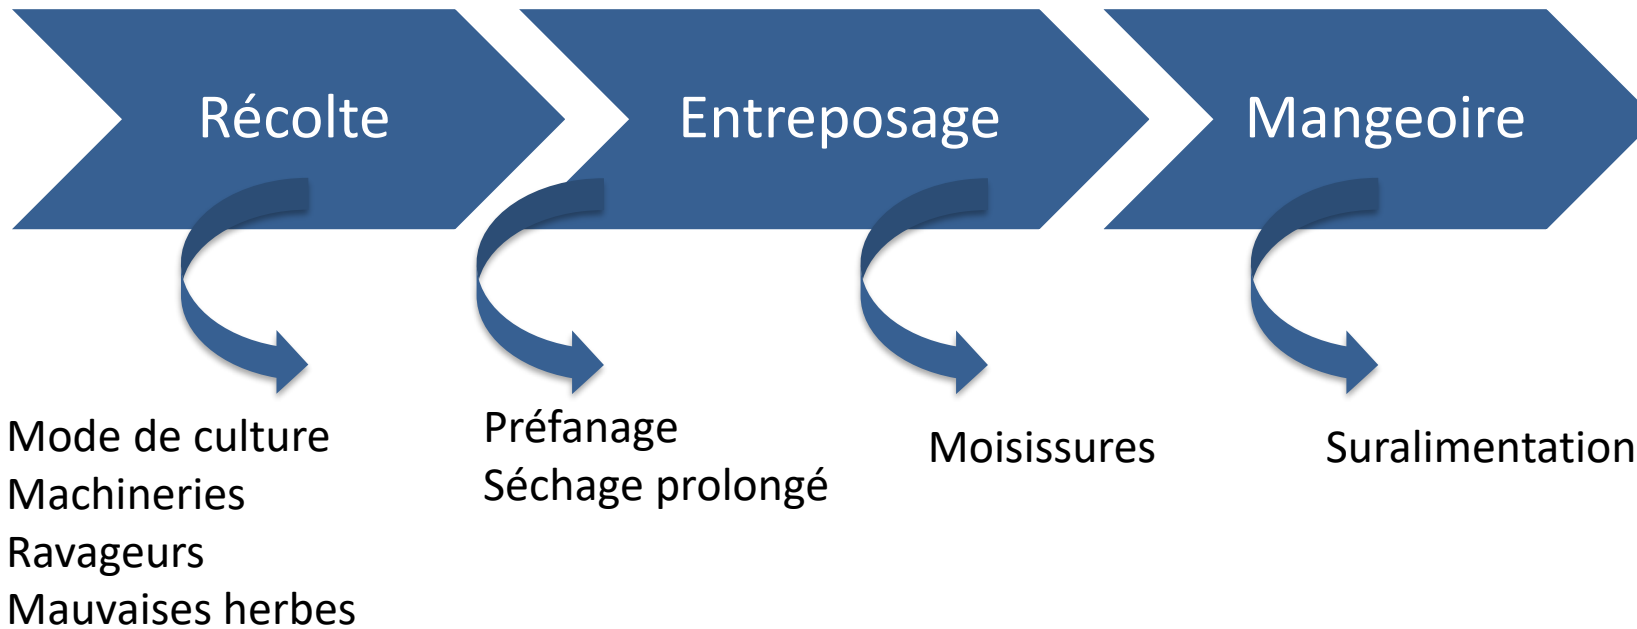 Récolte
Entreposage
Mangeoire
Mode de culture
Machineries
Ravageurs
Mauvaises herbes
Préfanage
Séchage prolongé
Moisissures
Suralimentation